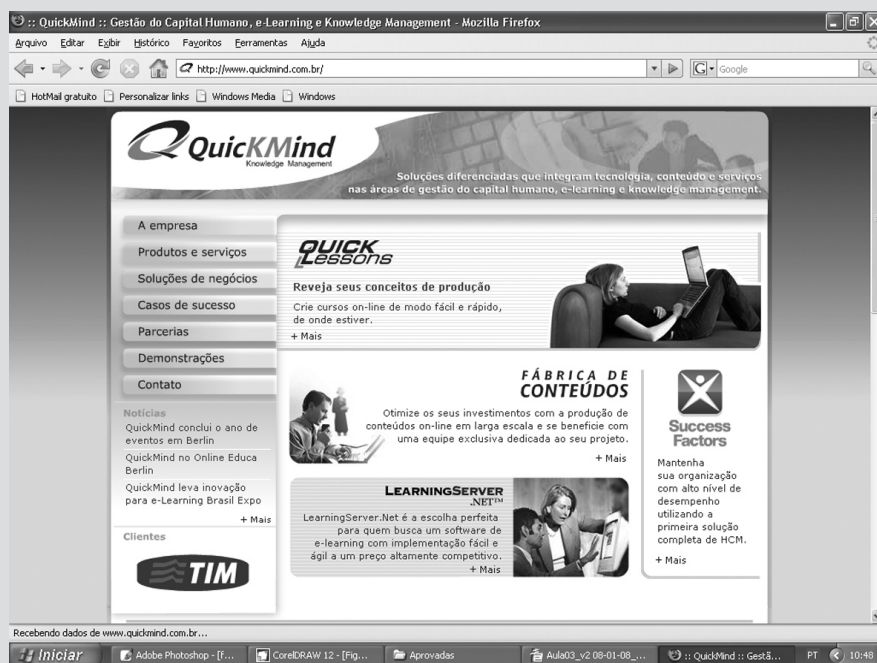 :: QuickMind :: Gestão do Capital Humano, e-Learning e Knowledge Management - Mozilla Firefox
Arquivo Editar Exibir Histórico Favoritos Ferramentas Ajuda
http://www.quickmind.com.br/
G Google
HotMail gratuito Personalizar links Windows Media Windows
QuicKMind
Knowledge Management
Soluções diferenciadas que integram tecnologia, conteúdo e serviços
nas áreas de gestão do capital humano, e-learning e knowledge management.
A empresa
Produtos e serviços
Soluções de negócios
Casos de sucesso
Parcerias
Demonstrações
Contato
Notícias
QuickMind conclui o ano de
eventos em Berlin
QuickMind no Online Educa
Berlin
QuickMind leva inovação
para e-Learning Brasil Expo
+ Mais
Clientes
TIM
QUICK
Lessons
Reveja seus conceitos de produção
Crie cursos on-line de modo fácil e rápido,
de onde estiver.
+ Mais
FÁBRICA DE
CONTEÚDOS
Otimize os seus investimentos com a produção de
conteúdos on-line em larga escala e se beneficie com
uma equipe exclusiva dedicada ao seu projeto.
+ Mais
LEARNINGSERVER
.NET™
LearningServer.Net é a escolha perfeita
para quem busca um software de
e-learning com implementação fácil e
ágil a um preço altamente competitivo.
+ Mais
Success
Factors
Mantenha
sua organização
com alto nível de
desempenho
utilizando a
primeira solução
completa de HCM.
+ Mais
Recebendo dados de www.quickmind.com.br...
Iniciar Adobe Photoshop - [F... CorelDRAW 12 - [Fig... Aprovadas Aula03_v2 08-01-08_... :: QuickMind :: Gestã... PT 10:48